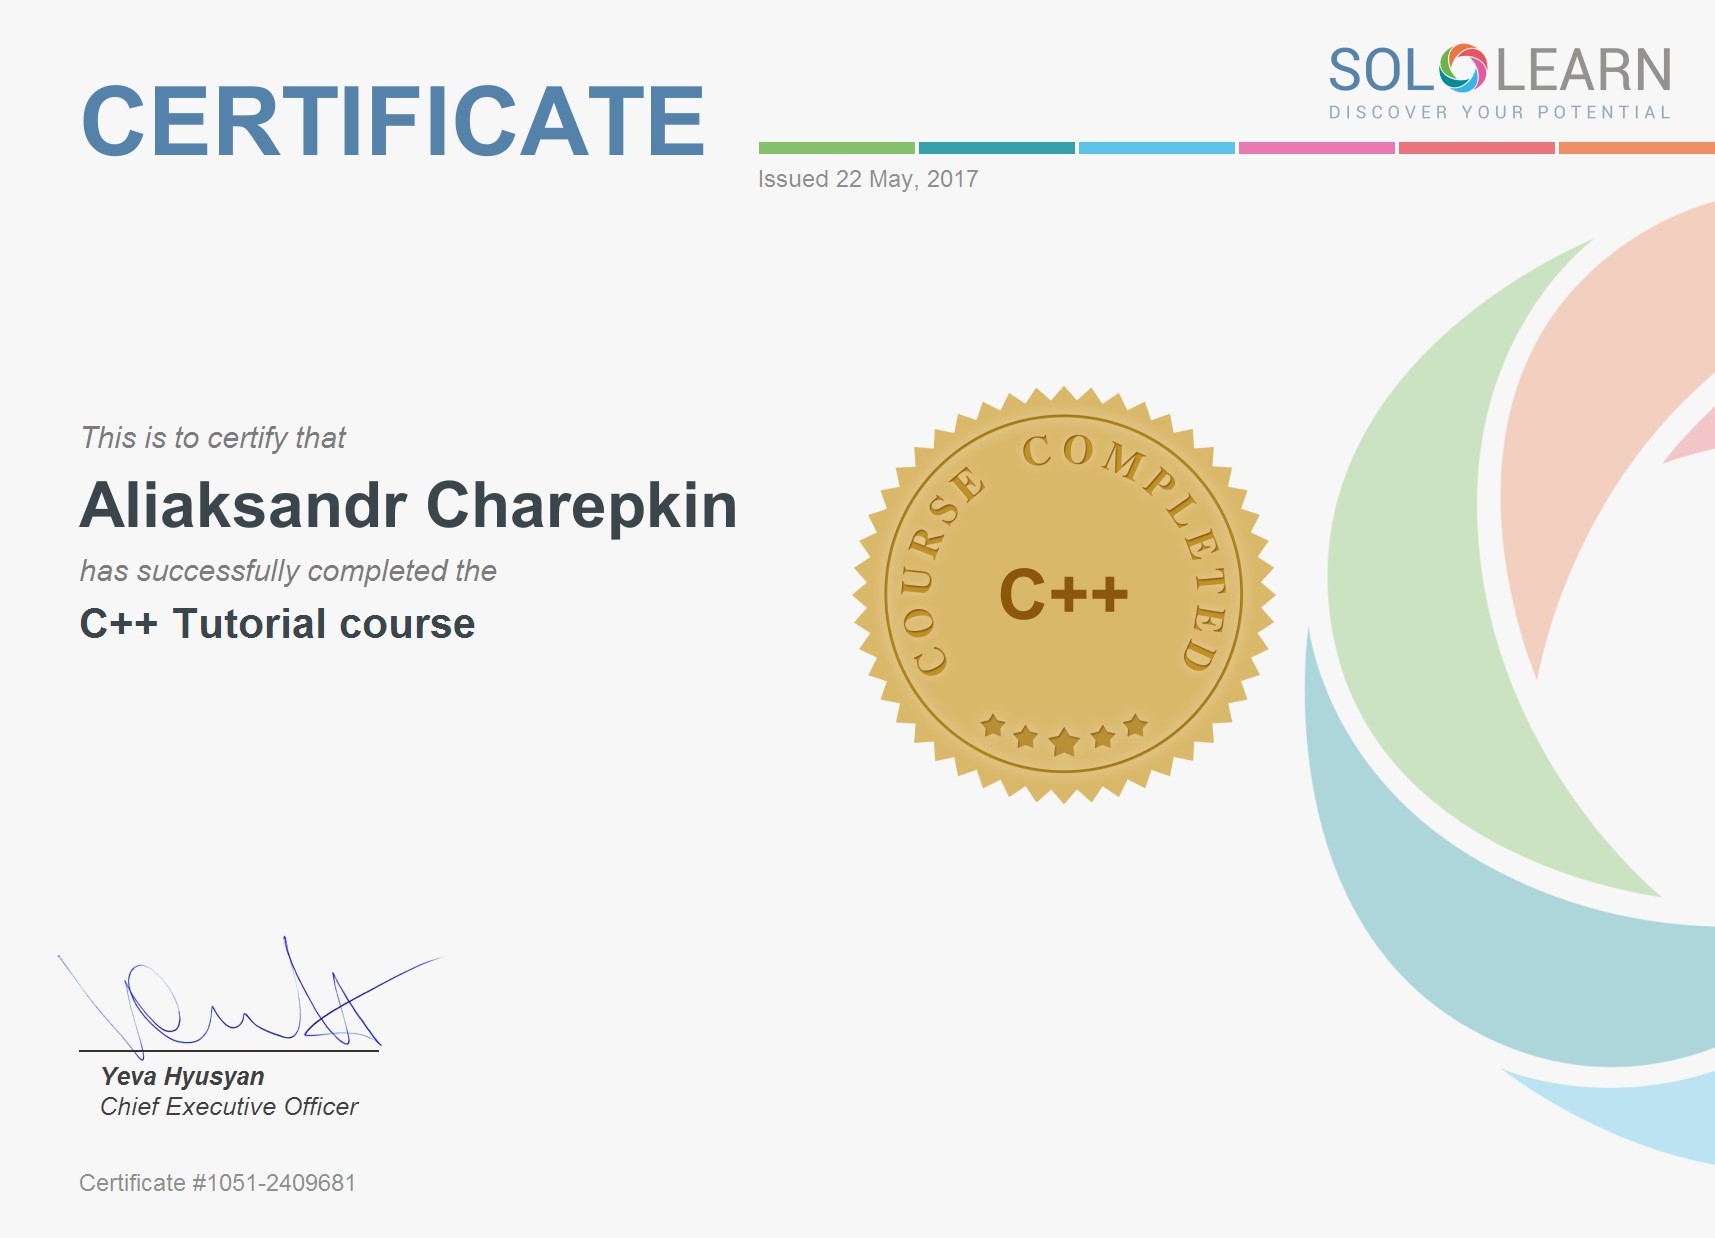 CERTIFICATE
SOLOLEARN
DISCOVER YOUR POTENTIAL
Issued 22 May, 2017
This is to certify that
Aliaksandr Charepkin
has successfully completed the
C++ Tutorial course
COURSE COMPLETED
C++
Yeva Hyusyan
Chief Executive Officer
Certificate #1051-2409681